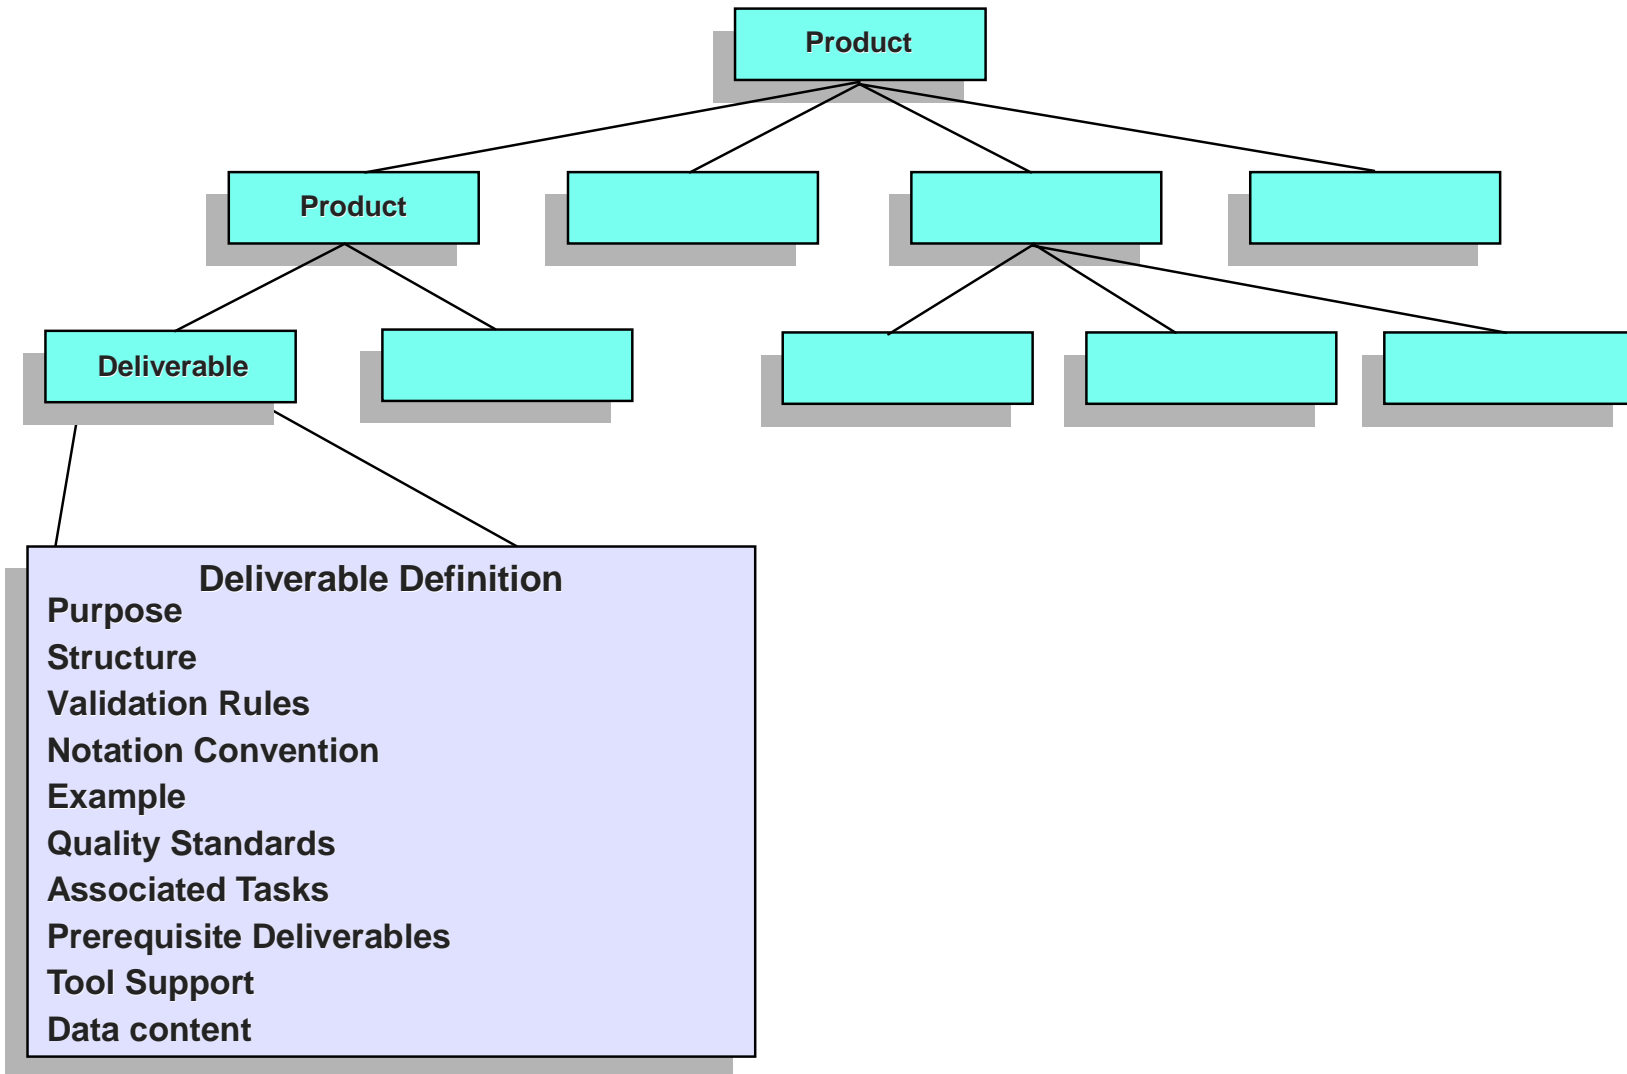 Product
Product
Deliverable
Deliverable Definition
Purpose
Structure
Validation Rules
Notation Convention
Example
Quality Standards
Associated Tasks
Prerequisite Deliverables
Tool Support
Data content